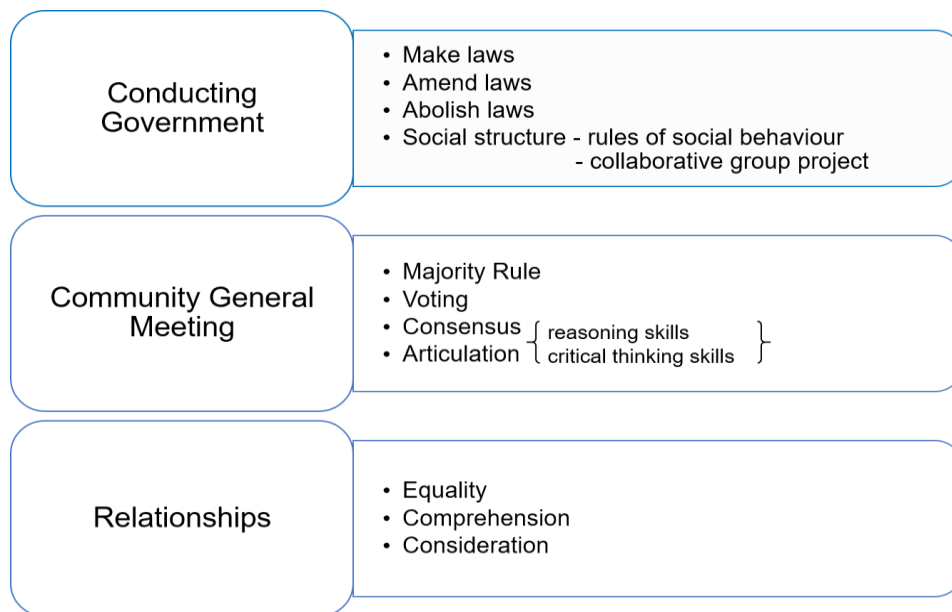 Conducting
Government
• Make laws
• Amend laws
• Abolish laws
• Social structure - rules of social behaviour
- collaborative group project
Community General
Meeting
• Majority Rule
• Voting
• Consensus
• Articulation
reasoning skills
critical thinking skills
Relationships
• Equality
• Comprehension
• Consideration